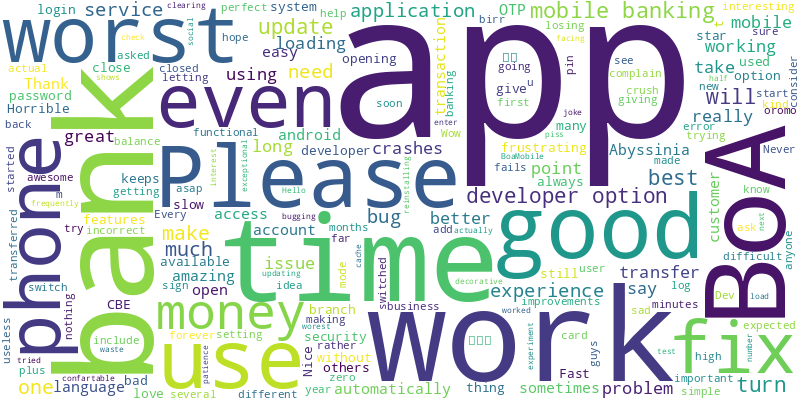 app
bank
time
work
BoA
Please
good
use
phone
worst
even
money
fix
login
service
perfect
system
clearing
application
OTP
mobile banking
losing
interesting
check
birr
star
t
mobile
social
hope
help
update
loading
facing
transaction
pin
see
complain
working
sure
used
actual
asked
closed
easy
opening
going
u
take
option
Thank
close
letting
using
need
soon
give
banking
crush
new
half
start
consider
password
shows
first
giving
will
kind
oromo
Horrible
functional
android
enter
Wow
many
joke
really
error
Never
back
great
long
developer
crashes
frustrating
piss
trying
balance
fails
BoaMobile
Abyssinia
made
started
awesome
keeps
exceptional
interest
Hello
reinstalling
point
always
best
customer
know
m
getting
asap
slow
Every
developer option
bug
better
difficult
anyone
transferred
frequently
try
features
incorrect
access
account
months
far
add
actually
ask
next
bugging
make
much
available
amazing
sign
issue
updating
idea
cache
mode
experience
still
user
transfer
say
log
switch
nothing
CBE
open
switched
business
decorative
improvements
minutes
useless
include
tried
waste
branch
making
worked
guys
sad
Dev
load
forever
setting
security
experiment
card
expected
plus
confartable
patience
Nice
rather
without
worest
Fast
test
high
number
important
one
language
bad
others
zero
thing
problem
simple
turn
love
several
different
year
automatically
sometimes